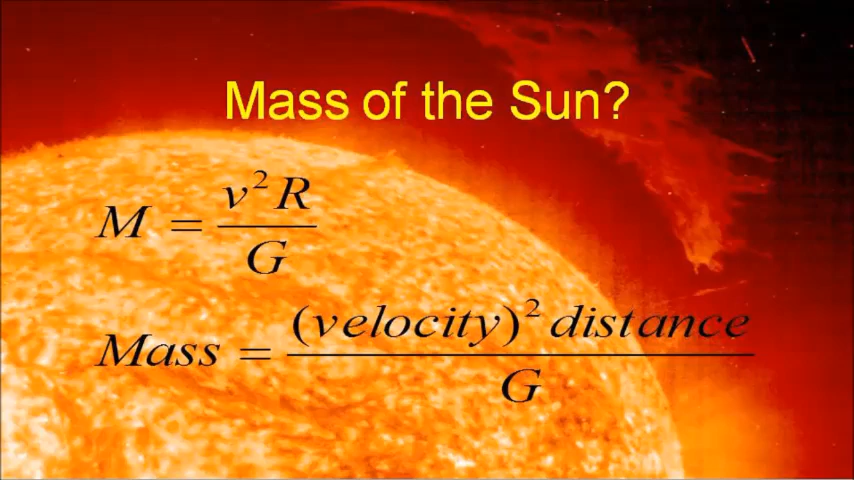 Mass of the Sun?
M = v² R / G
Mass = (velocity)² distance / G